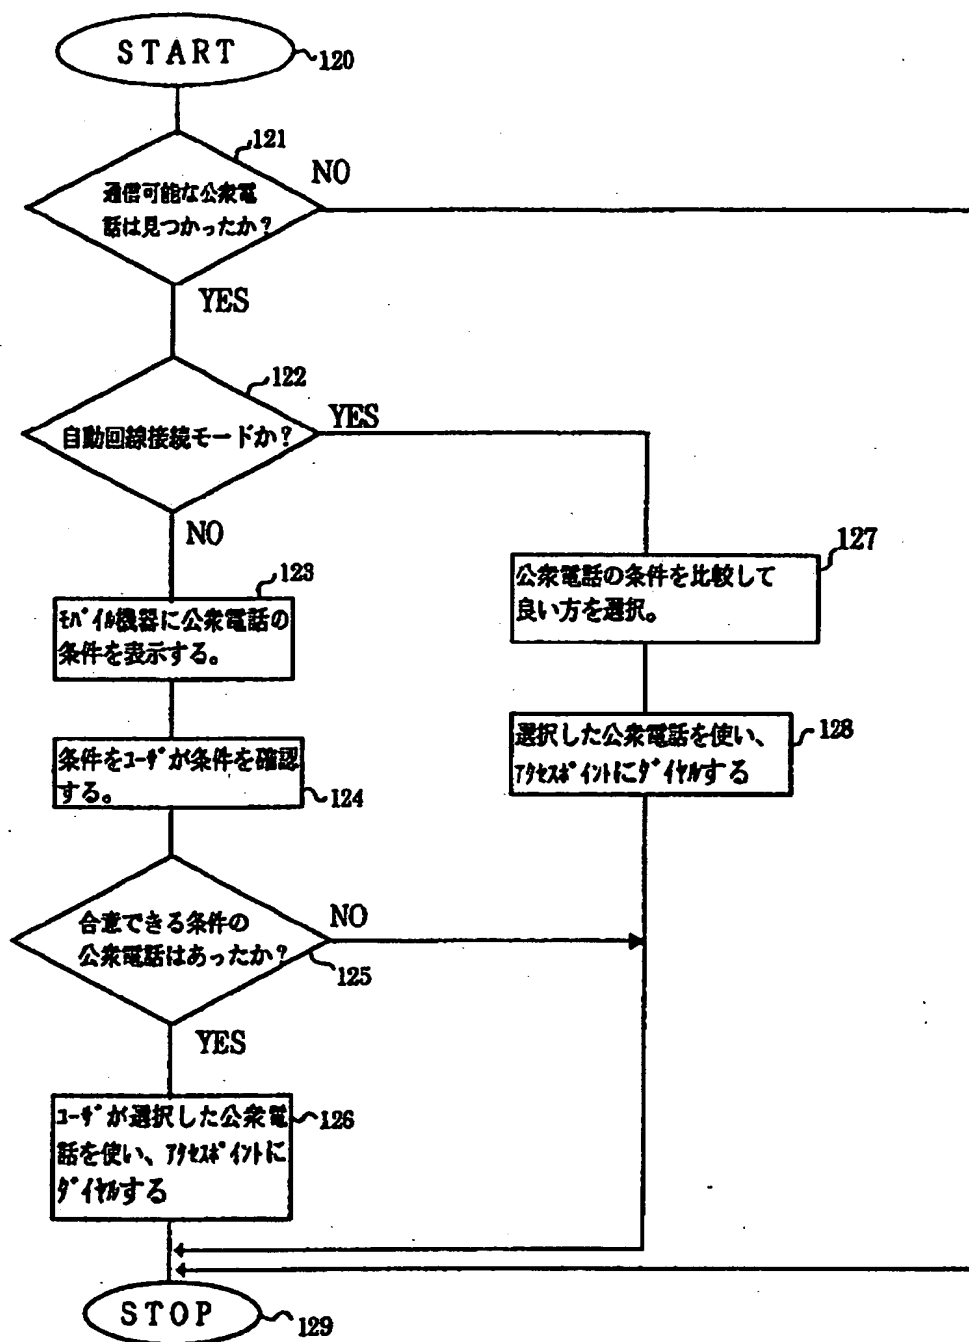 START
120
121
NO
通信可能な公衆電
話は見つかったか?
YES
122
YES
自動回線接続モードか?
NO
123
モバイル機器に公衆電話の
条件を表示する。
127
公衆電話の条件を比較して
良い方を選択。
条件をユーザが条件を確認
する。
124
選択した公衆電話を使い、
アクセスポイントにダイヤルする
128
合意できる条件の
公衆電話はあったか?
NO
125
YES
ユーザが選択した公衆電
話を使い、アクセスポイントに
ダイヤルする
126
STOP
129